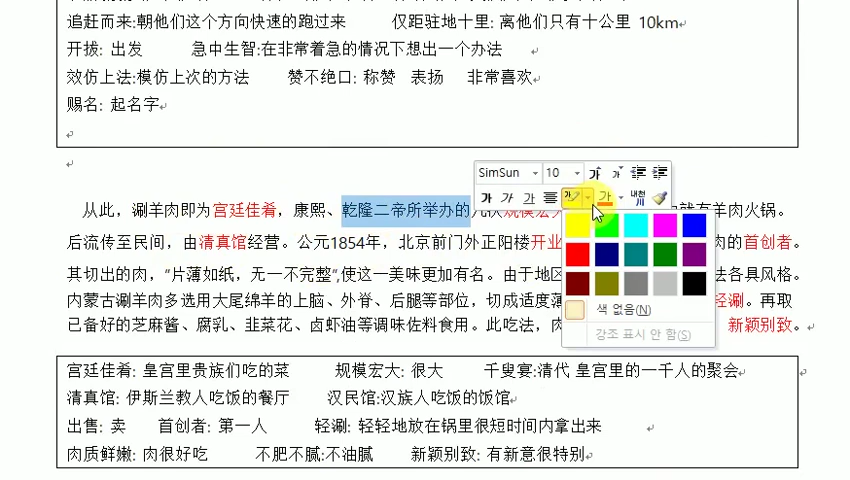 追赶而来:朝他们这个方向快速的跑过来 仅距驻地十里: 离他们只有十公里 10km
开拔: 出发 急中生智:在非常着急的情况下想出一个办法
效仿上法:模仿上次的方法 赞不绝口: 称赞 表扬 非常喜欢
赐名: 起名字
SimSun 10
가 가 가 가 가 내천川
从此，涮羊肉即为宫廷佳肴，康熙、乾隆二帝所举办的几次规模宏大 就有羊肉火锅。
后流传至民间，由清真馆经营。公元1854年，北京前门外正阳楼开业 肉的首创者。
其切出的肉，“片薄如纸，无一不完整”,使这一美味更加有名。由于地区 法各具风格。
内蒙古涮羊肉多选用大尾绵羊的上脑、外脊、后腿等部位，切成适度薄 轻涮。再取
已备好的芝麻酱、腐乳、韭菜花、卤虾油等调味佐料食用。此吃法，肉 新颖别致。
색 없음(N)
강조 표시 안 함(S)
宫廷佳肴: 皇宫里贵族们吃的菜 规模宏大: 很大 千叟宴:清代 皇宫里的一千人的聚会
清真馆: 伊斯兰教人吃饭的餐厅 汉民馆:汉族人吃饭的饭馆
出售: 卖 首创者: 第一人 轻涮: 轻轻地放在锅里很短时间内拿出来
肉质鲜嫩: 肉很好吃 不肥不腻:不油腻 新颖别致: 有新意很特别